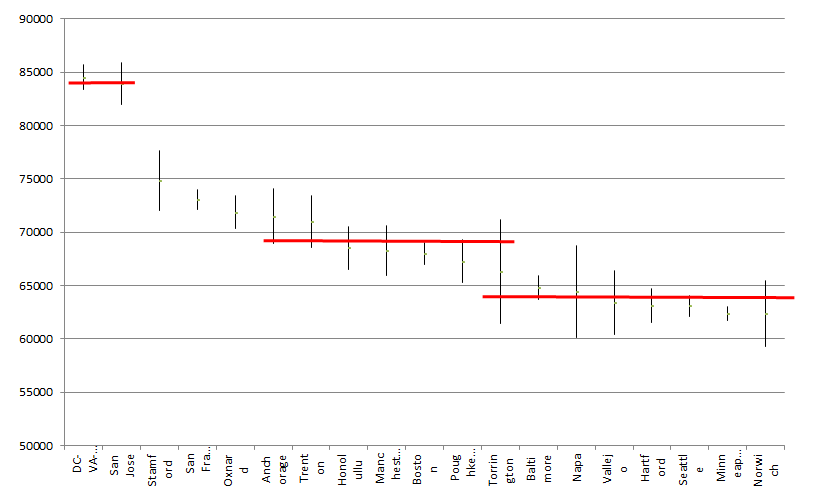 90000
85000
80000
75000
70000
65000
60000
55000
50000
DC-
VA-...
San
Jose
Stamf
ord
San
Fra...
Oxnar
d
Anch
orage
Trent
on
Honol
ullu
Manc
hest...
Bosto
n
Poug
hke...
Torrin
gton
Balti
more
Napa
Vallej
o
Hartf
ord
Seattl
e
Minn
eap...
Norwi
ch